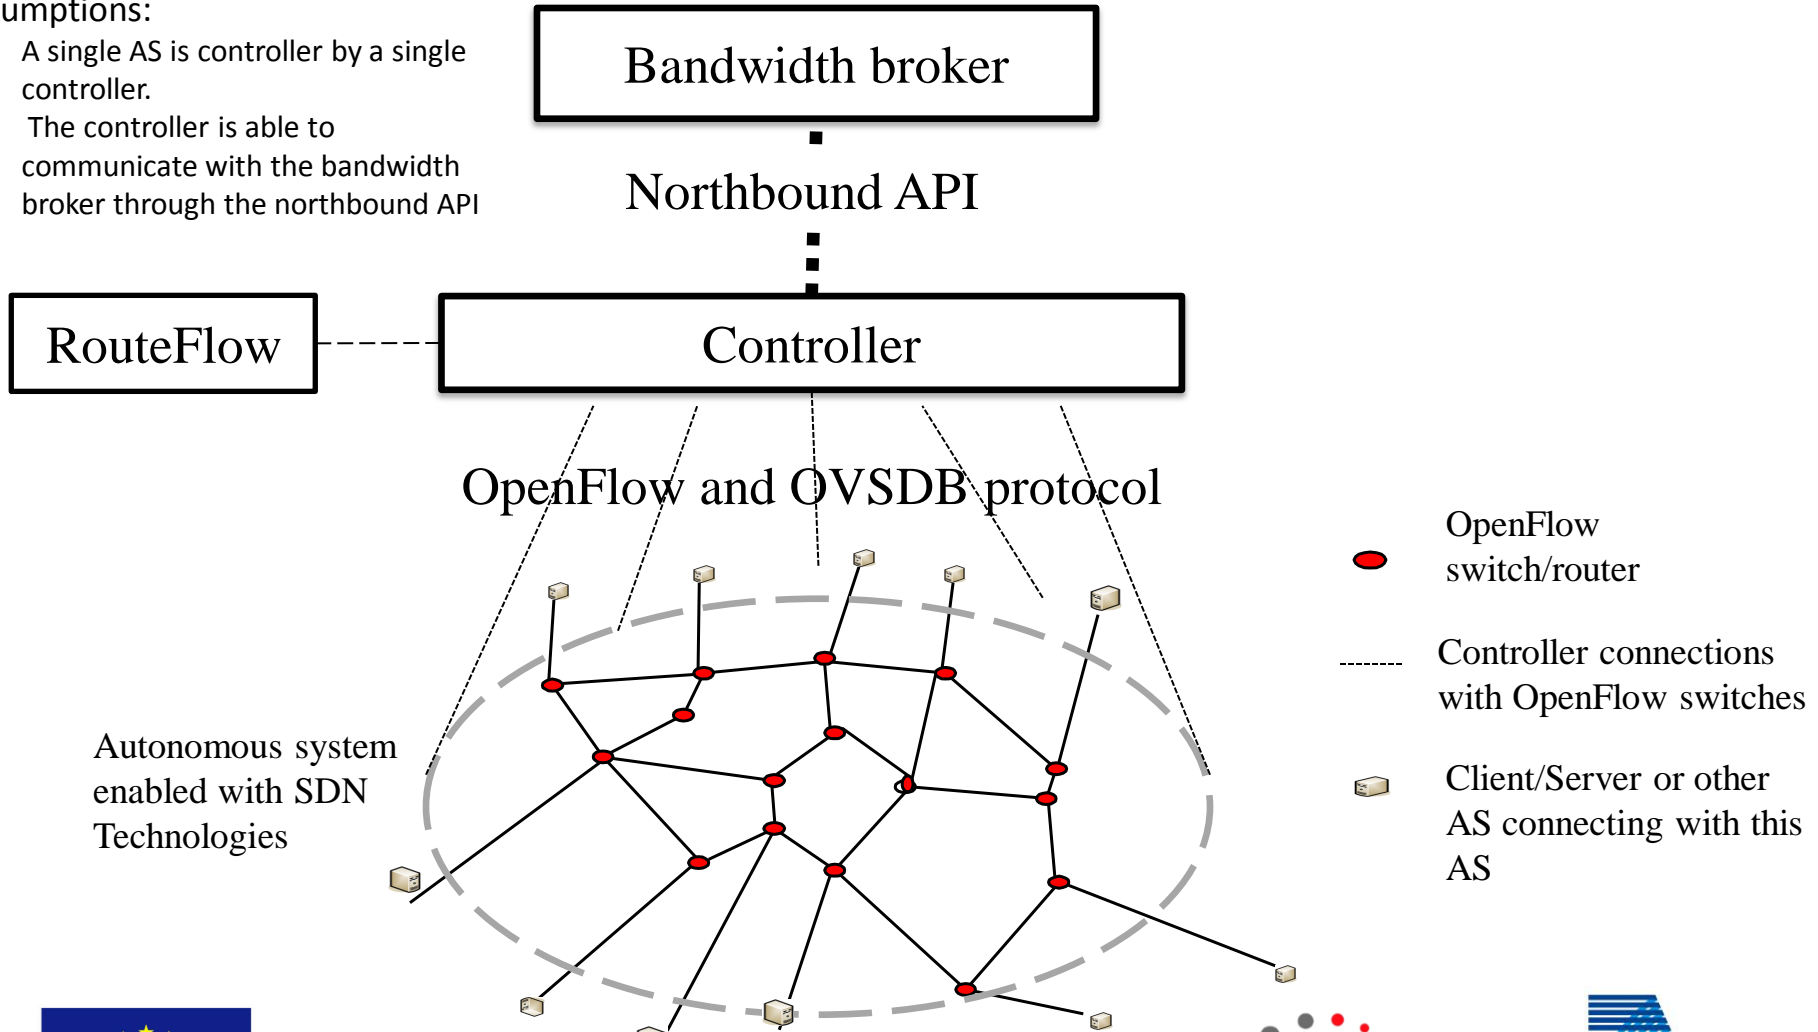 umptions:
A single AS is controller by a single
controller.
The controller is able to
communicate with the bandwidth
broker through the northbound API
Bandwidth broker
Northbound API
RouteFlow
Controller
OpenFlow and OVSDB protocol
OpenFlow
switch/router
Controller connections
with OpenFlow switches
Client/Server or other
AS connecting with this
AS
Autonomous system
enabled with SDN
Technologies